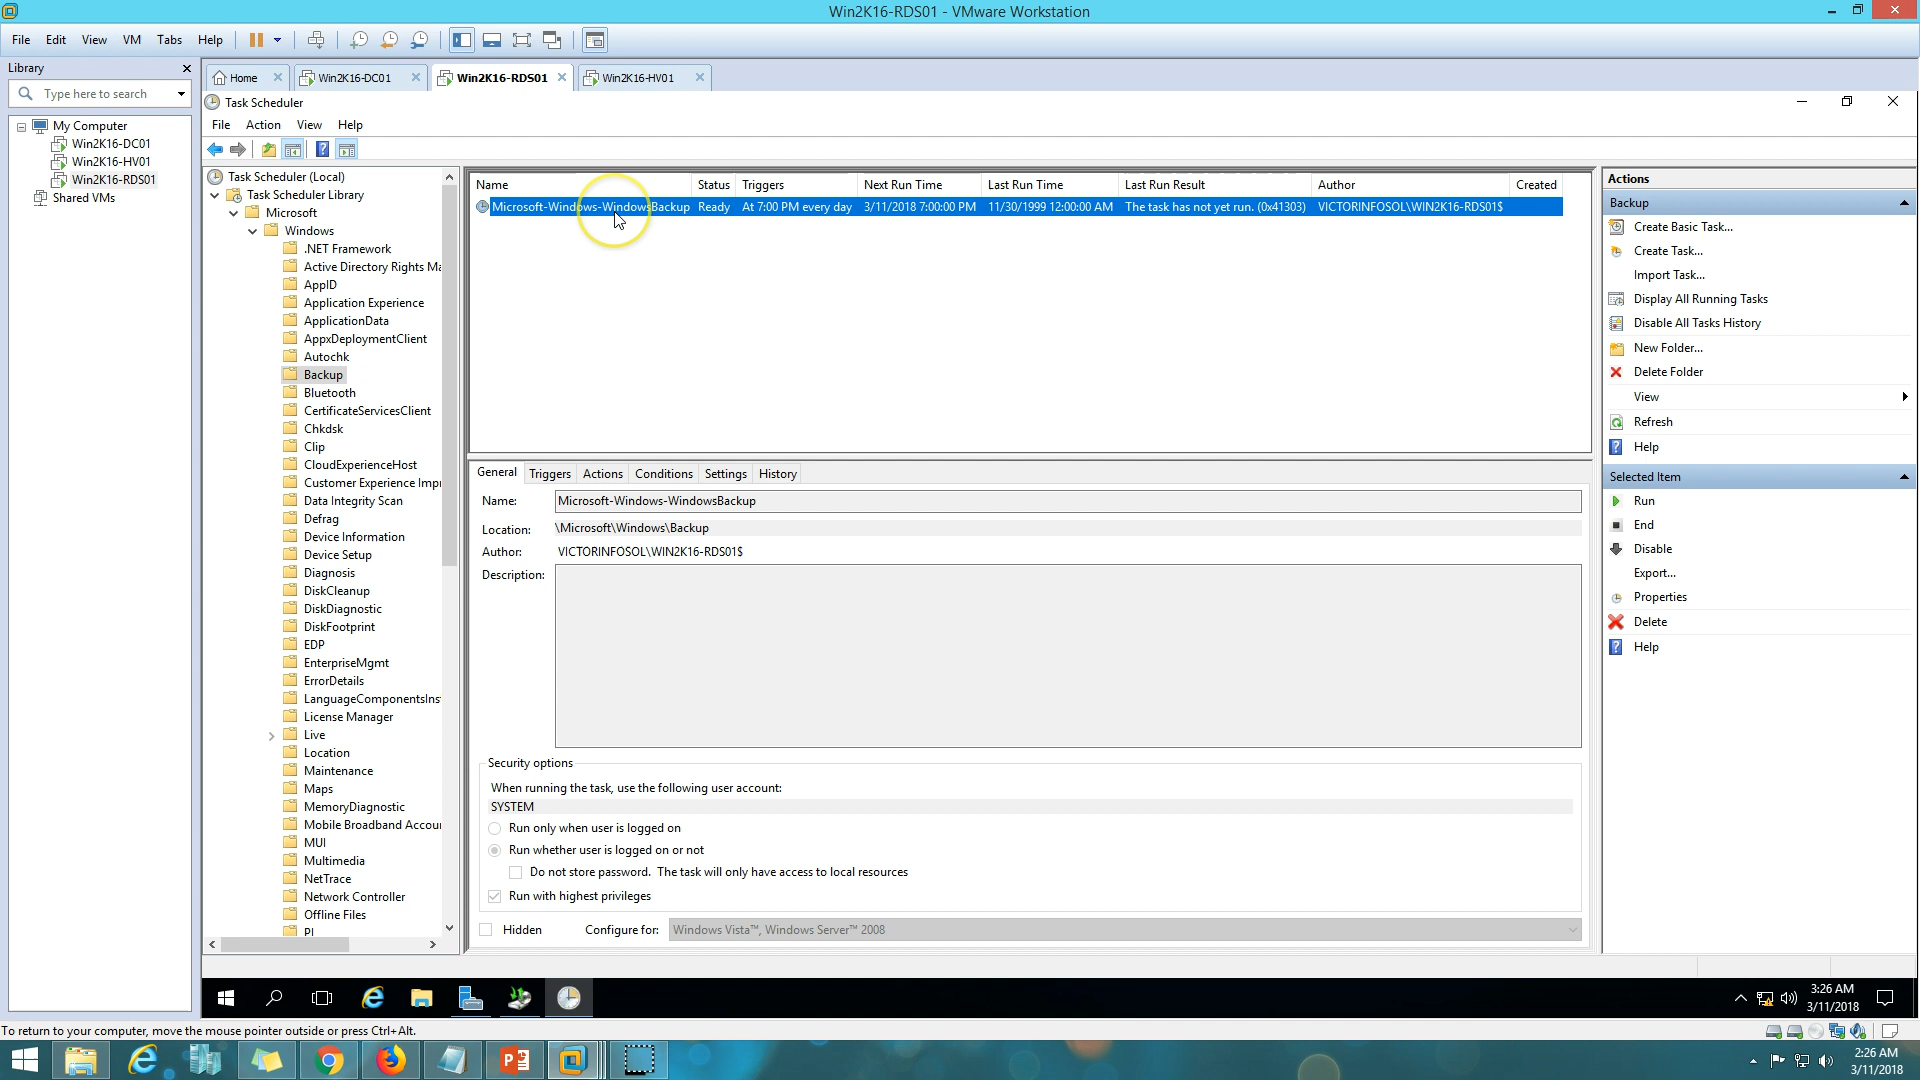 Win2K16-RDS01 - VMware Workstation
File Edit View VM Tabs Help
Library
Type here to search
My Computer
Win2K16-DC01
Win2K16-HV01
Win2K16-RDS01
Shared VMs
Home
Win2K16-DC01
Win2K16-RDS01
Win2K16-HV01
Task Scheduler
File Action View Help
Task Scheduler (Local)
Task Scheduler Library
Microsoft
Windows
.NET Framework
Active Directory Rights Ma
AppID
Application Experience
ApplicationData
AppxDeploymentClient
Autochk
Backup
Bluetooth
CertificateServicesClient
Chkdsk
Clip
CloudExperienceHost
Customer Experience Impr
Data Integrity Scan
Defrag
Device Information
Device Setup
Diagnosis
DiskCleanup
DiskDiagnostic
DiskFootprint
EDP
EnterpriseMgmt
ErrorDetails
LanguageComponentsInst
License Manager
Live
Location
Maintenance
Maps
MemoryDiagnostic
Mobile Broadband Accour
MUI
Multimedia
NetTrace
Network Controller
Offline Files
PI
Name Status Triggers Next Run Time Last Run Time Last Run Result Author Created
Microsoft-Windows-WindowsBackup Ready At 7:00 PM every day 3/11/2018 7:00:00 PM 11/30/1999 12:00:00 AM The task has not yet run. (0x41303) VICTORINFOSOL\WIN2K16-RDS01$
General Triggers Actions Conditions Settings History
Name: Microsoft-Windows-WindowsBackup
Location: \Microsoft\Windows\Backup
Author: VICTORINFOSOL\WIN2K16-RDS01$
Description:
Security options
When running the task, use the following user account:
SYSTEM
Run only when user is logged on
Run whether user is logged on or not
Do not store password. The task will only have access to local resources
Run with highest privileges
Hidden Configure for: Windows Vista™, Windows Server™ 2008
Actions
Backup
Create Basic Task...
Create Task...
Import Task...
Display All Running Tasks
Disable All Tasks History
New Folder...
Delete Folder
View
Refresh
Help
Selected Item
Run
End
Disable
Export...
Properties
Delete
Help
3:26 AM
3/11/2018
To return to your computer, move the mouse pointer outside or press Ctrl+Alt.
2:26 AM
3/11/2018